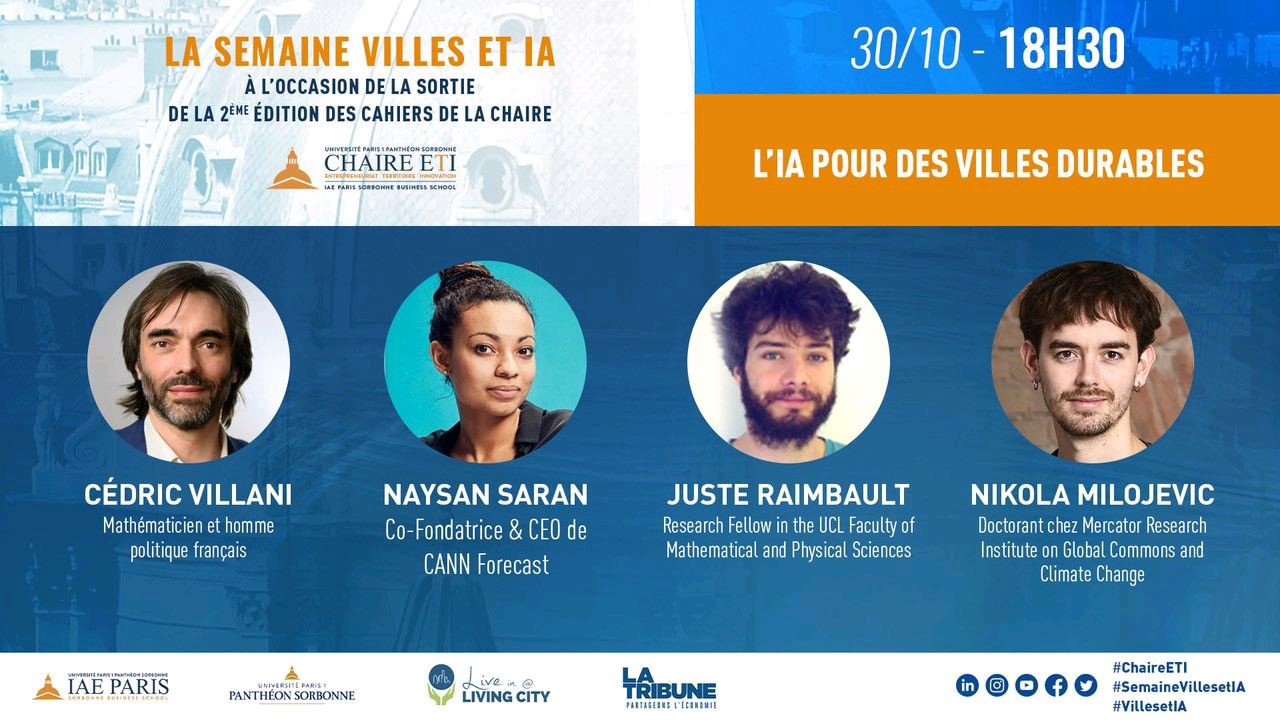 LA SEMAINE VILLES ET IA
À L'OCCASION DE LA SORTIE
DE LA 2ÈME ÉDITION DES CAHIERS DE LA CHAIRE
UNIVERSITÉ PARIS 1 PANTHÉON SORBONNE
CHAIRE ETI
ENTREPRENEURIAT TERRITOIRE INNOVATION
IAE PARIS SORBONNE BUSINESS SCHOOL
30/10 - 18H30
L'IA POUR DES VILLES DURABLES
CÉDRIC VILLANI
Mathématicien et homme
politique français
NAYSAN SARAN
Co-Fondatrice & CEO de
CANN Forecast
JUSTE RAIMBAULT
Research Fellow in the UCL Faculty of
Mathematical and Physical Sciences
NIKOLA MILOJEVIC
Doctorant chez Mercator Research
Institute on Global Commons and
Climate Change
UNIVERSITÉ PARIS 1 PANTHÉON SORBONNE
IAE PARIS
SORBONNE BUSINESS SCHOOL
UNIVERSITÉ PARIS 1
PANTHÉON SORBONNE
Live in @
LIVING CITY
LA
TRIBUNE
PARTAGEONS L'ÉCONOMIE
#ChaireETI
#SemaineVillesetIA
#VillesetIA